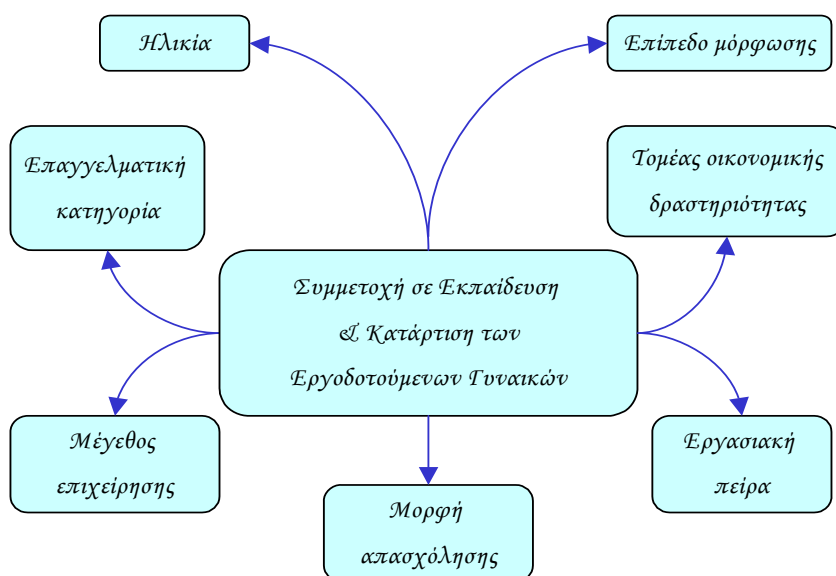 Ηλικία
Επίπεδο μόρφωσης
Επαγγελματική
κατηγορία
Τομέας οικονομικής
δραστηριότητας
Συμμετοχή σε Εκπαίδευση
& Κατάρτιση των
Εργοδοτούμενων Γυναικών
Μέγεθος
επιχείρησης
Εργασιακή
πείρα
Μορφή
απασχόλησης